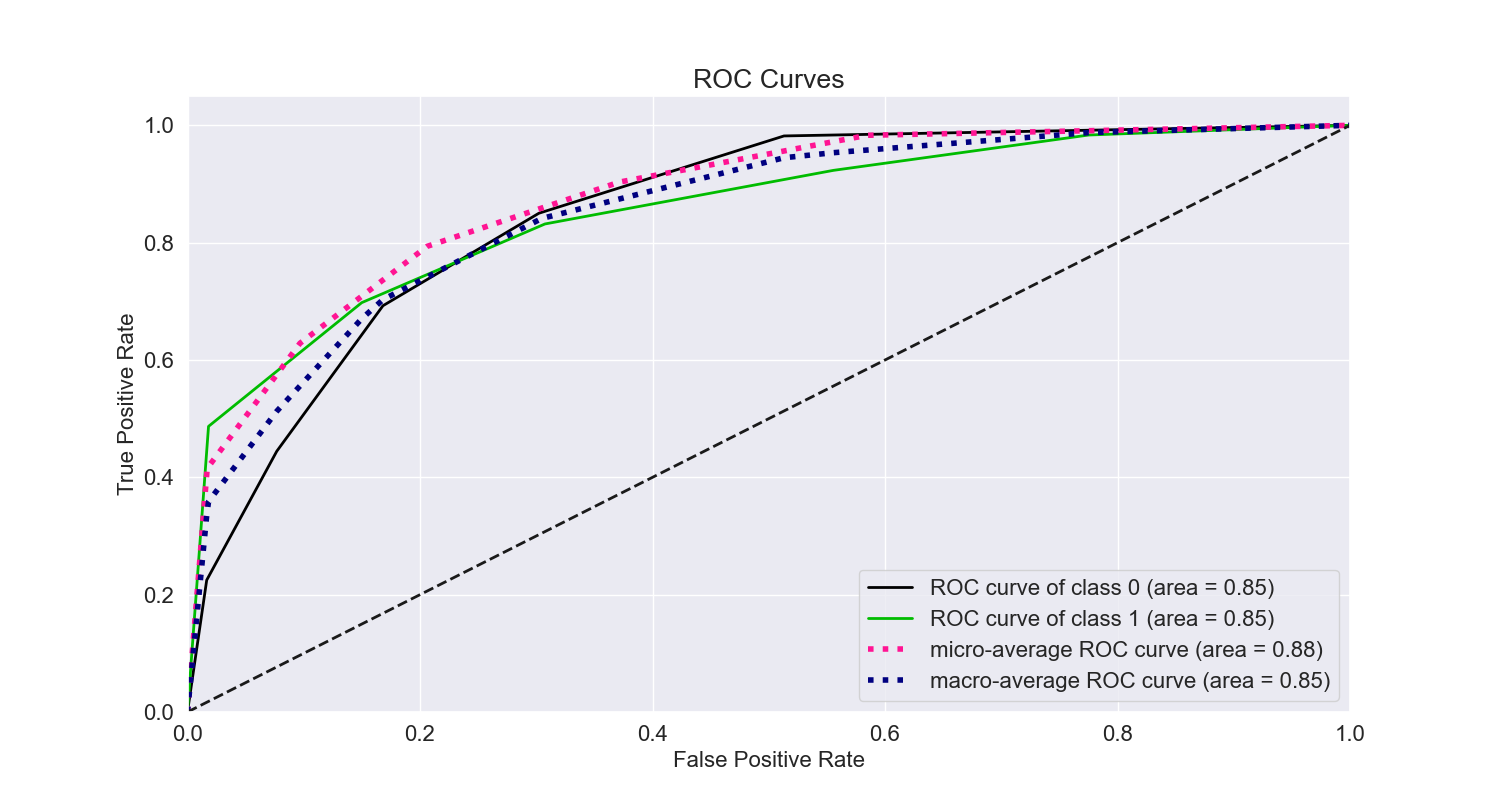 ROC Curves
1.0
0.8
0.6
0.4
0.2
0.0
True Positive Rate
ROC curve of class 0 (area = 0.85)
ROC curve of class 1 (area = 0.85)
micro-average ROC curve (area = 0.88)
macro-average ROC curve (area = 0.85)
0.0 0.2 0.4 0.6 0.8 1.0
False Positive Rate